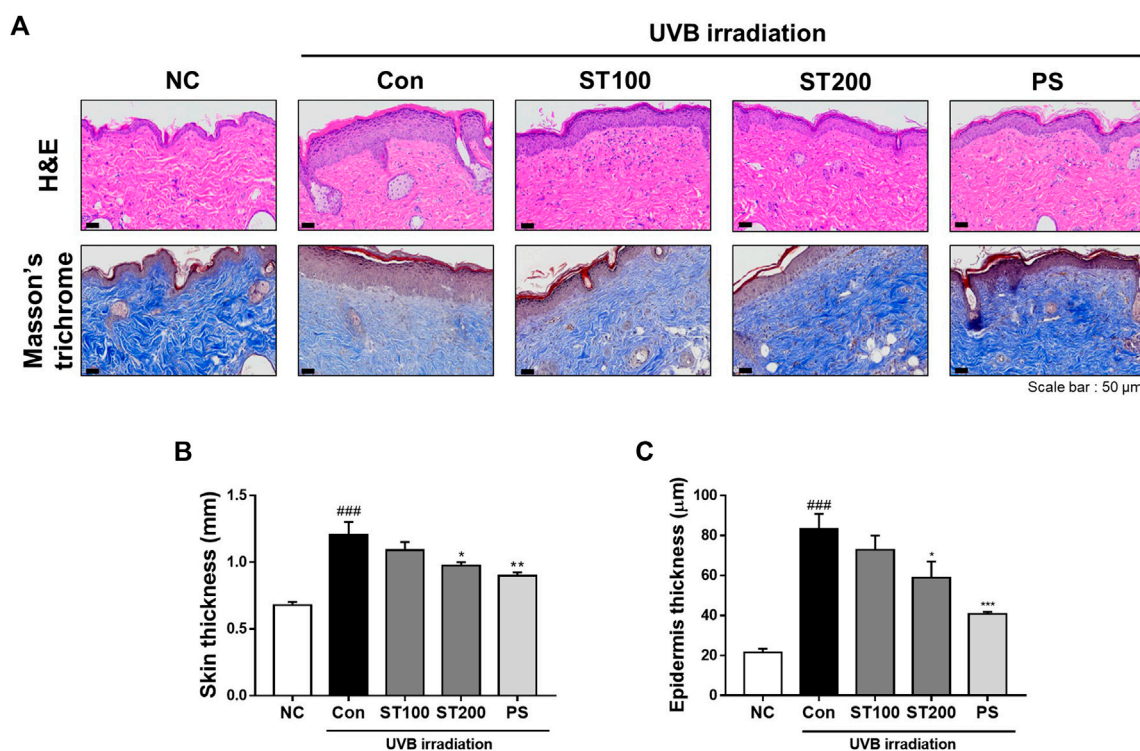 A
UVB irradiation
NC Con ST100 ST200 PS
H&E
Masson's
trichrome
Scale bar : 50 μm
B
Skin thickness (mm)
1.5
1.0
0.5
0.0
###
*
**
NC Con ST100 ST200 PS
UVB irradiation
C
Epidermis thickness (μm)
100
80
60
40
20
0
###
*
***
NC Con ST100 ST200 PS
UVB irradiation